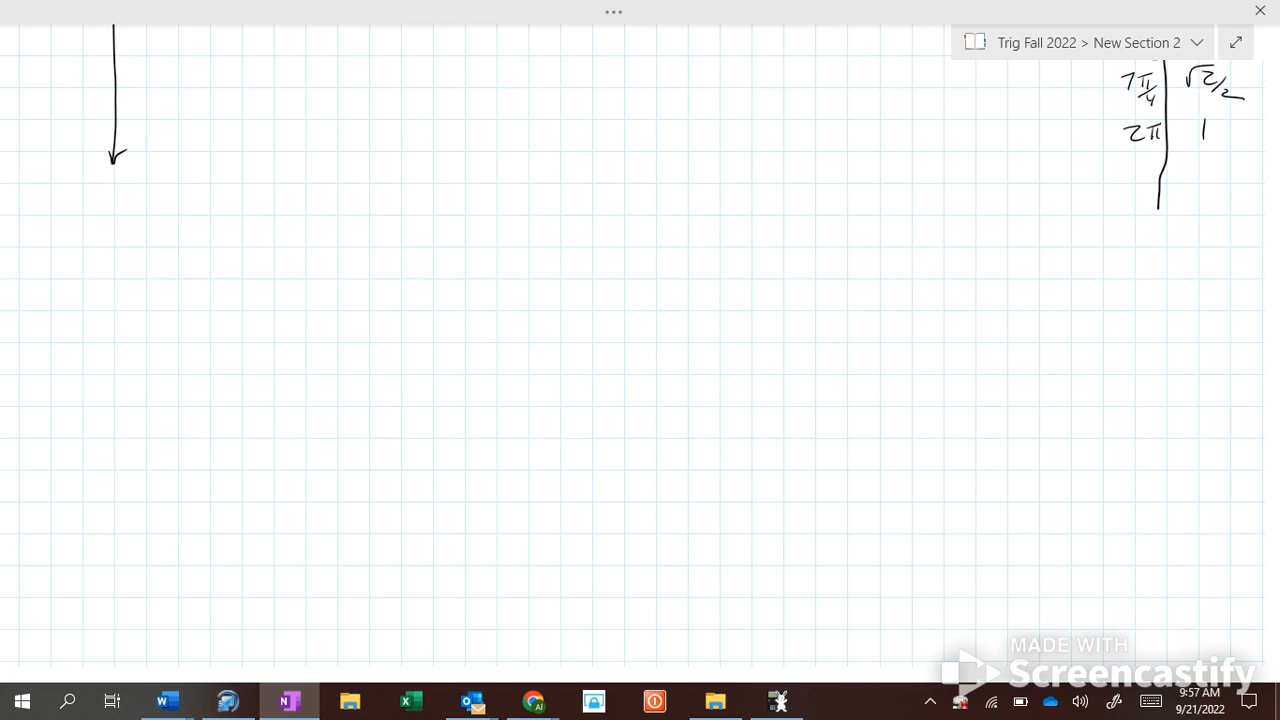 Trig Fall 2022 > New Section 2
7π/4 √2/2
2π 1
MADE WITH
Screencastify
9:57 AM
9/21/2022